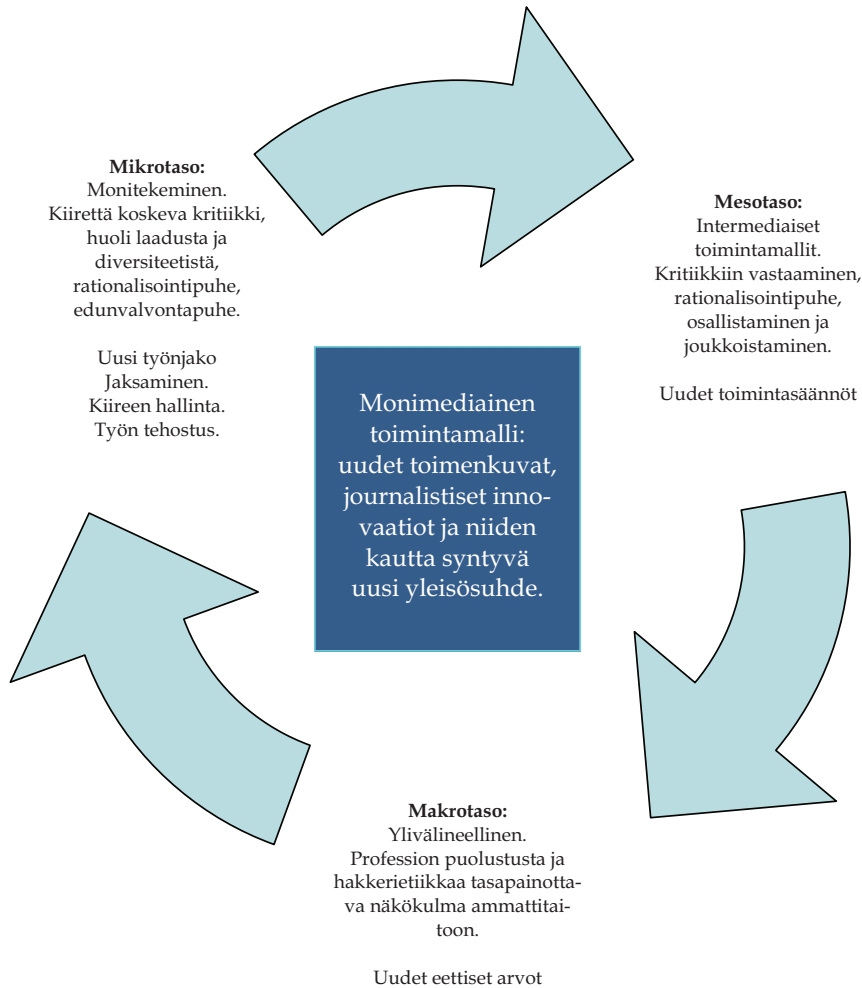 Mikrotaso:
Monitekeminen.
Kiirettä koskeva kritiikki,
huoli laadusta ja
diversiteetistä,
rationalisointipuhe,
edunvalvontapuhe.
Uusi työnjako
Jaksaminen.
Kiireen hallinta.
Työn tehostus.
Mesotaso:
Intermediaiset
toimintamallit.
Kritiikkiin vastaaminen,
rationalisointipuhe,
osallistaminen ja
joukkoistaminen.
Uudet toimintasäännöt
Monimediainen
toimintamalli:
uudet toimenkuvat,
journalistiset inno-
vaatiot ja niiden
kautta syntyvä
uusi yleisösuhde.
Makrotaso:
Ylivälineellinen.
Profession puolustusta ja
hakkerietiikkaa tasapainotta-
va näkökulma ammattitai-
toon.
Uudet eettiset arvot